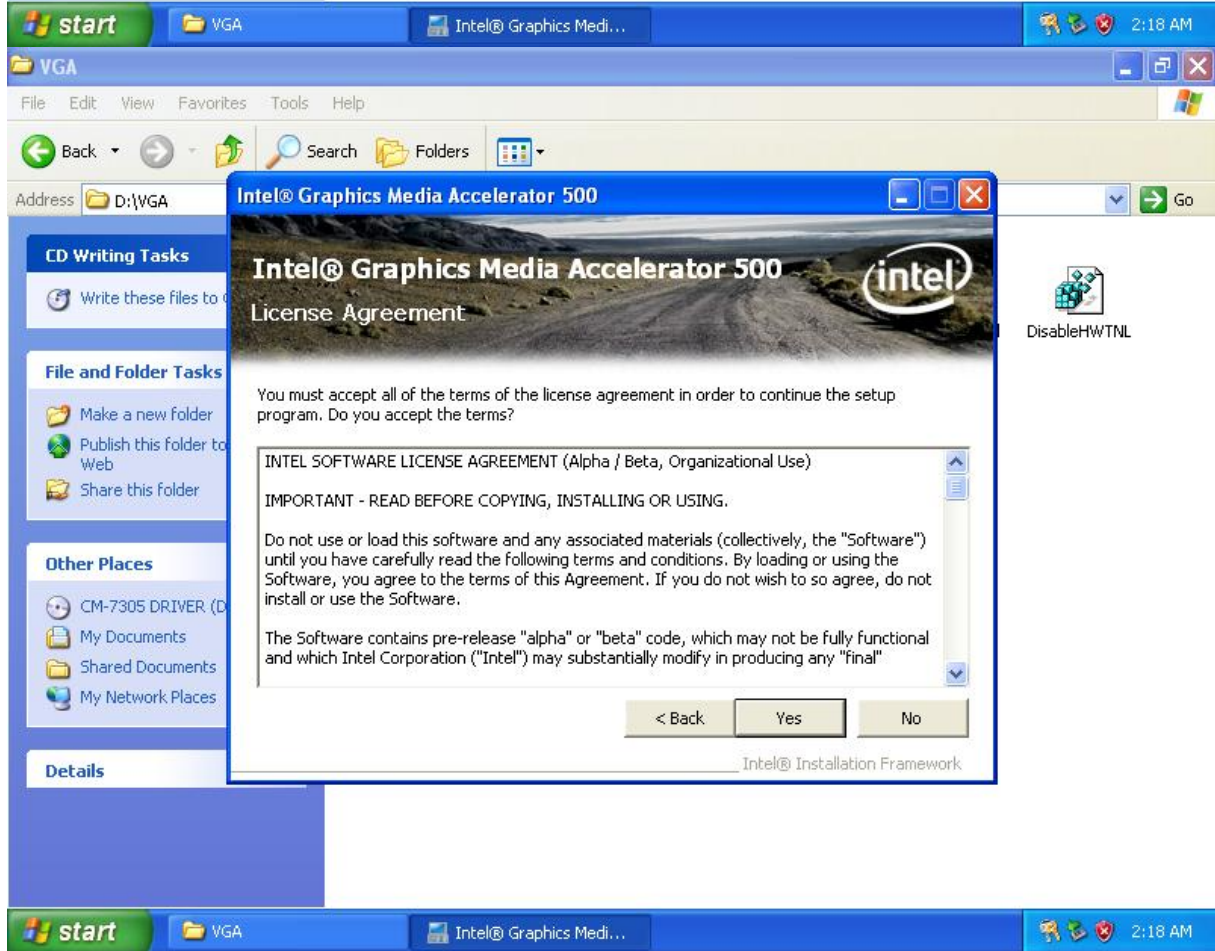 start
VGA
Intel® Graphics Medi...
2:18 AM
VGA
File Edit View Favorites Tools Help
Back
Search
Folders
Address
D:\VGA
Go
CD Writing Tasks
Write these files to
File and Folder Tasks
Make a new folder
Publish this folder to
Web
Share this folder
Other Places
CM-7305 DRIVER (D
My Documents
Shared Documents
My Network Places
Details
DisableHWTNL
Intel® Graphics Media Accelerator 500
Intel® Graphics Media Accelerator 500
intel
License Agreement
You must accept all of the terms of the license agreement in order to continue the setup
program. Do you accept the terms?
INTEL SOFTWARE LICENSE AGREEMENT (Alpha / Beta, Organizational Use)
IMPORTANT - READ BEFORE COPYING, INSTALLING OR USING.
Do not use or load this software and any associated materials (collectively, the "Software")
until you have carefully read the following terms and conditions. By loading or using the
Software, you agree to the terms of this Agreement. If you do not wish to so agree, do not
install or use the Software.
The Software contains pre-release "alpha" or "beta" code, which may not be fully functional
and which Intel Corporation ("Intel") may substantially modify in producing any "final"
< Back Yes No
Intel® Installation Framework
start
VGA
Intel® Graphics Medi...
2:18 AM